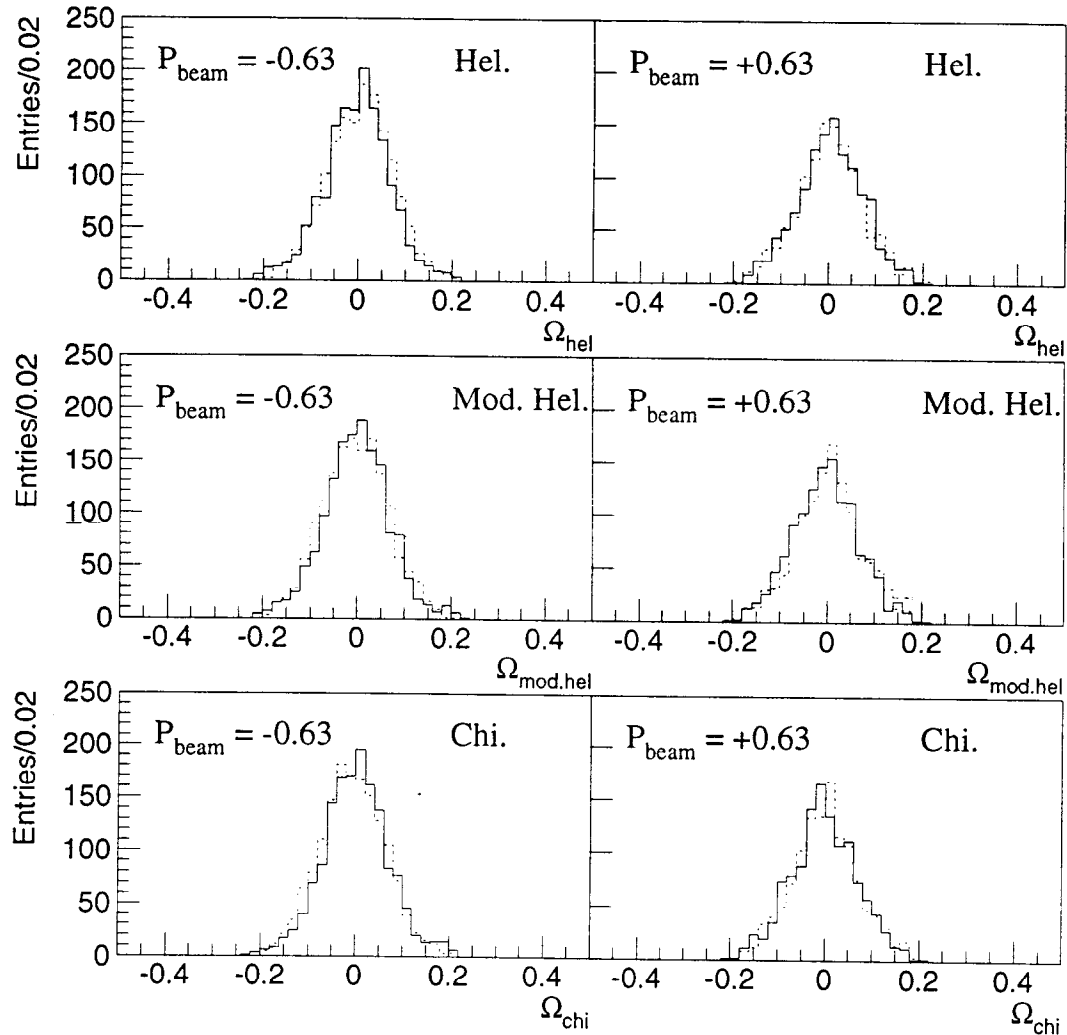 Entries/0.02
250
200
150
100
50
0
P_beam = -0.63 Hel.
P_beam = +0.63 Hel.
-0.4 -0.2 0 0.2 0.4
-0.4 -0.2 0 0.2 0.4
Ω_hel
Ω_hel
Entries/0.02
250
200
150
100
50
0
P_beam = -0.63 Mod. Hel.
P_beam = +0.63 Mod. Hel.
-0.4 -0.2 0 0.2 0.4
-0.4 -0.2 0 0.2 0.4
Ω_mod.hel
Ω_mod.hel
Entries/0.02
250
200
150
100
50
0
P_beam = -0.63 Chi.
P_beam = +0.63 Chi.
-0.4 -0.2 0 0.2 0.4
-0.4 -0.2 0 0.2 0.4
Ω_chi
Ω_chi